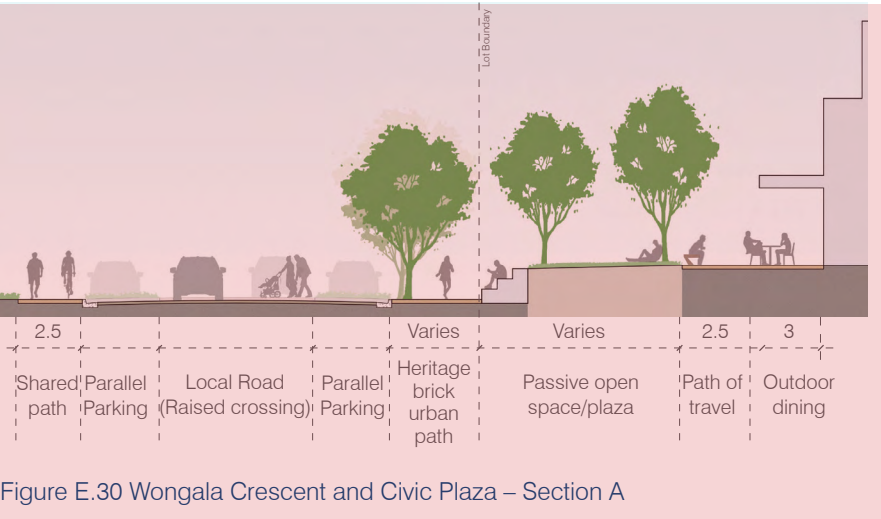 Lot Boundary
2.5
Varies
Varies
2.5
3
Shared
path
Parallel
Parking
Local Road
(Raised crossing)
Parallel
Parking
Heritage
brick
urban
path
Passive open
space/plaza
Path of
travel
Outdoor
dining
Figure E.30 Wongala Crescent and Civic Plaza – Section A